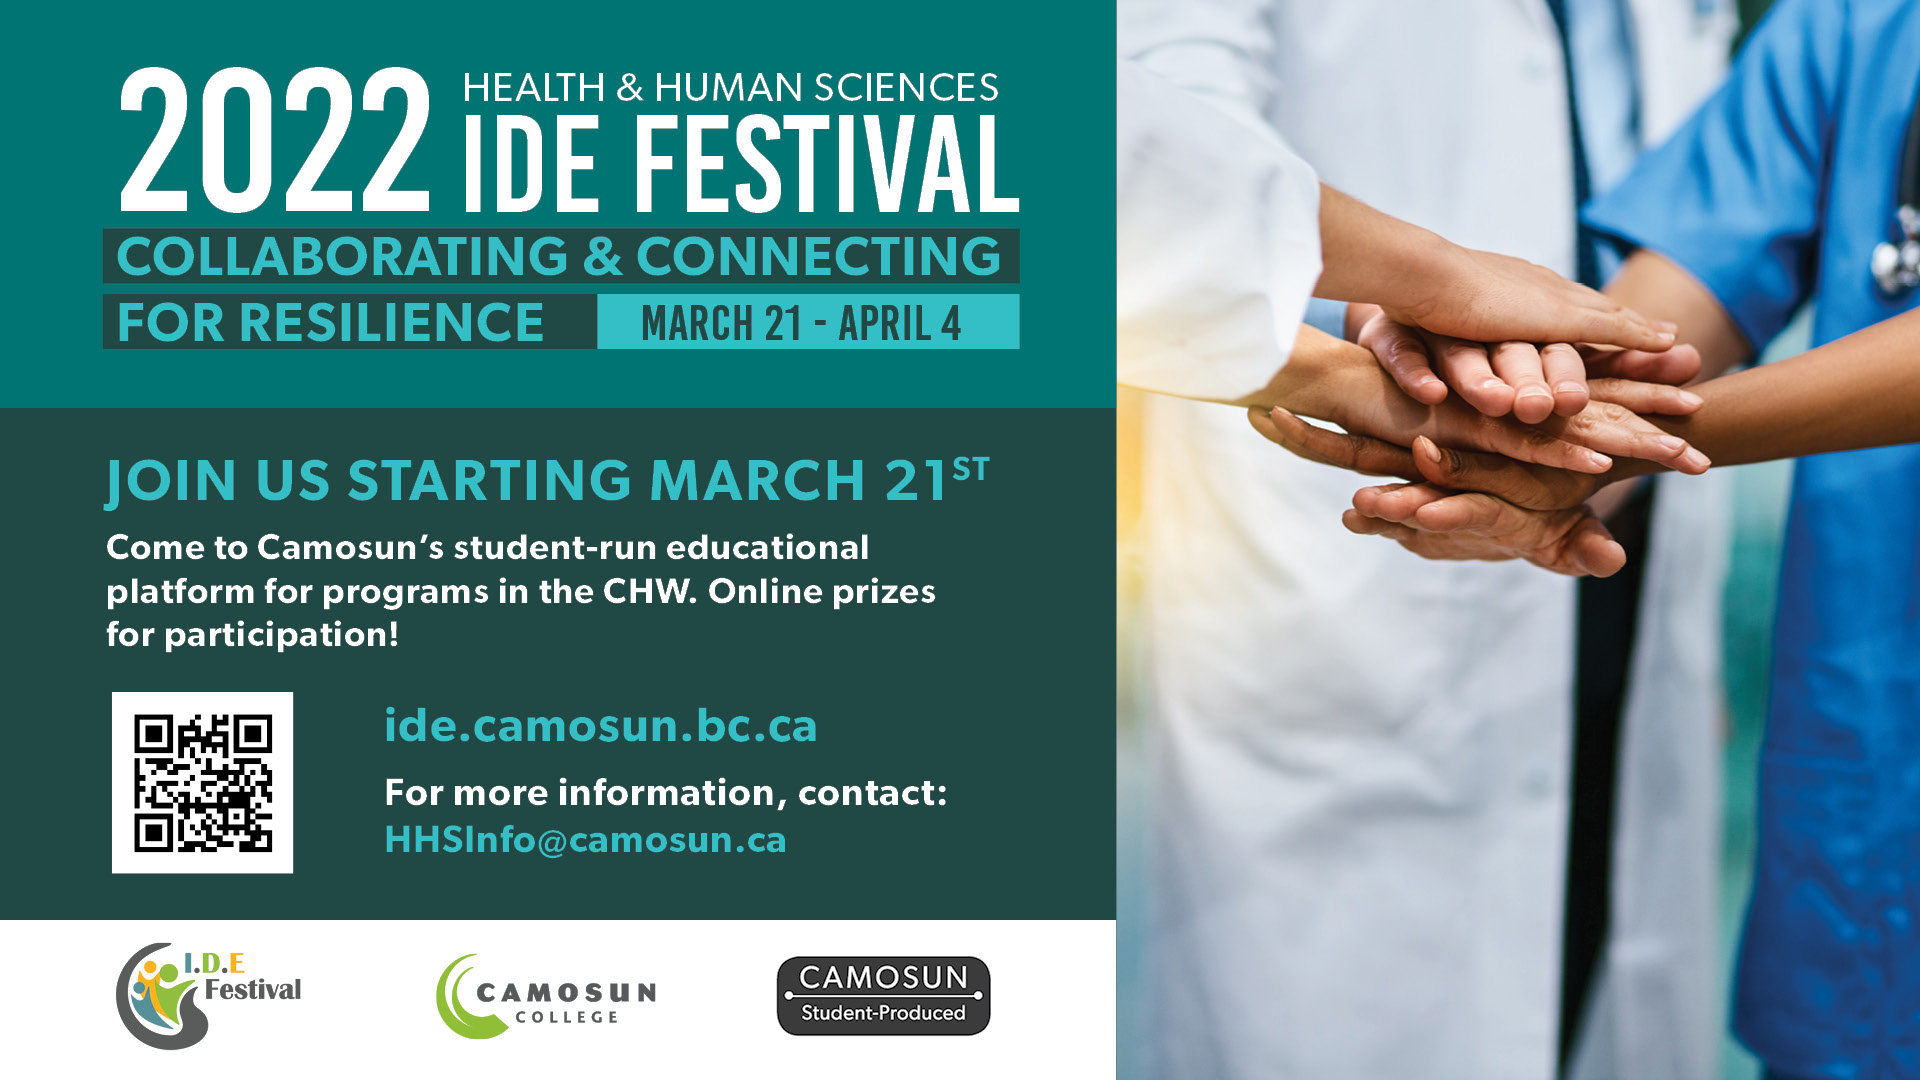 2022
HEALTH & HUMAN SCIENCES
IDE FESTIVAL
COLLABORATING & CONNECTING
FOR RESILIENCE
MARCH 21 - APRIL 4
JOIN US STARTING MARCH 21ST
Come to Camosun’s student-run educational
platform for programs in the CHW. Online prizes
for participation!
ide.camosun.bc.ca
For more information, contact:
HHSInfo@camosun.ca
I.D.E
Festival
CAMOSUN
COLLEGE
CAMOSUN
Student-Produced